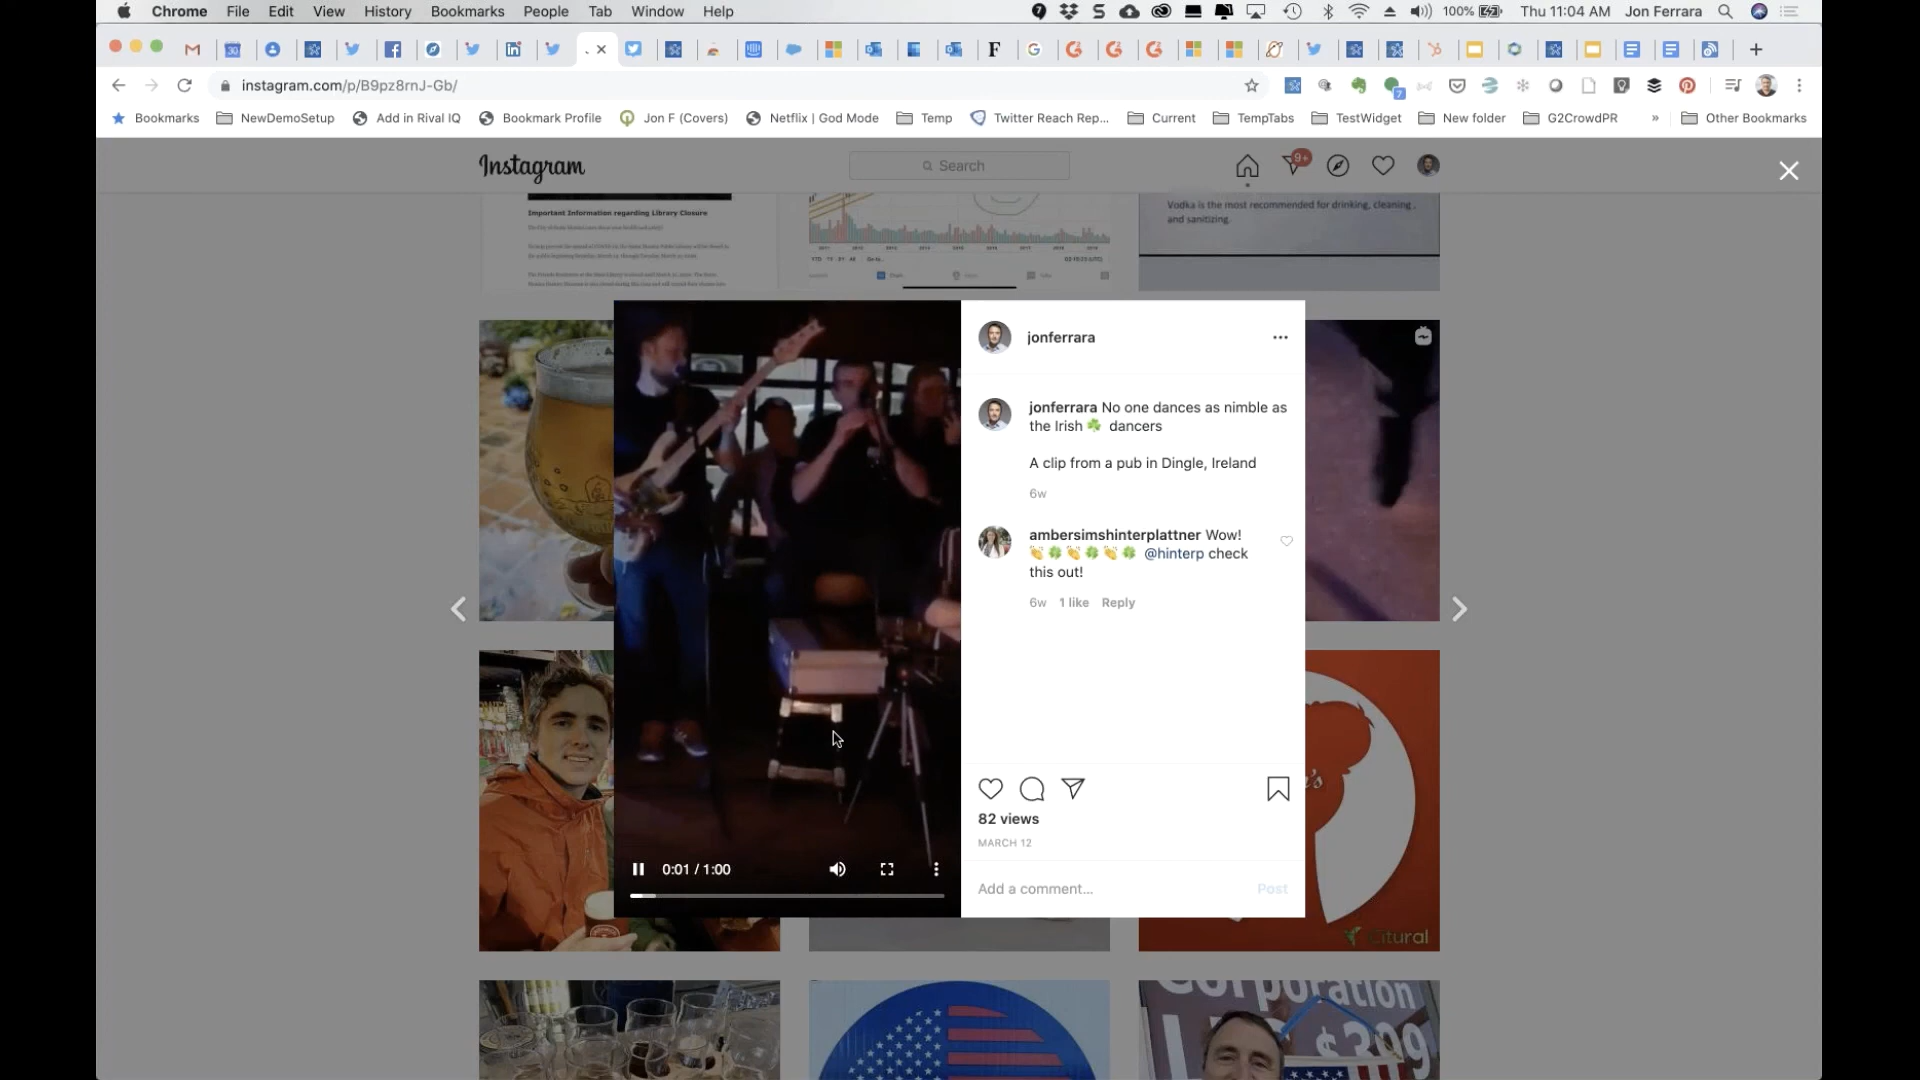 Chrome File Edit View History Bookmarks People Tab Window Help
100% Thu 11:04 AM Jon Ferrara
instagram.com/p/B9pz8rnJ-Gb/
7
Bookmarks NewDemoSetup Add in Rival IQ Bookmark Profile Jon F (Covers) Netflix | God Mode Temp Twitter Reach Rep... Current TempTabs TestWidget New folder G2CrowdPR » Other Bookmarks
Instagram
Search
9+
Important Information regarding Library Closure
Vodka is the most recommended for drinking, cleaning ,
and sanitizing.
jonferrara
jonferrara No one dances as nimble as
the Irish ☘️ dancers
A clip from a pub in Dingle, Ireland
6w
ambersimshinterplattner Wow!
👏🍀👏🍀👏🍀 @hinterp check
this out!
6w 1 like Reply
82 views
MARCH 12
0:01 / 1:00
Add a comment... Post
Corporation
$399